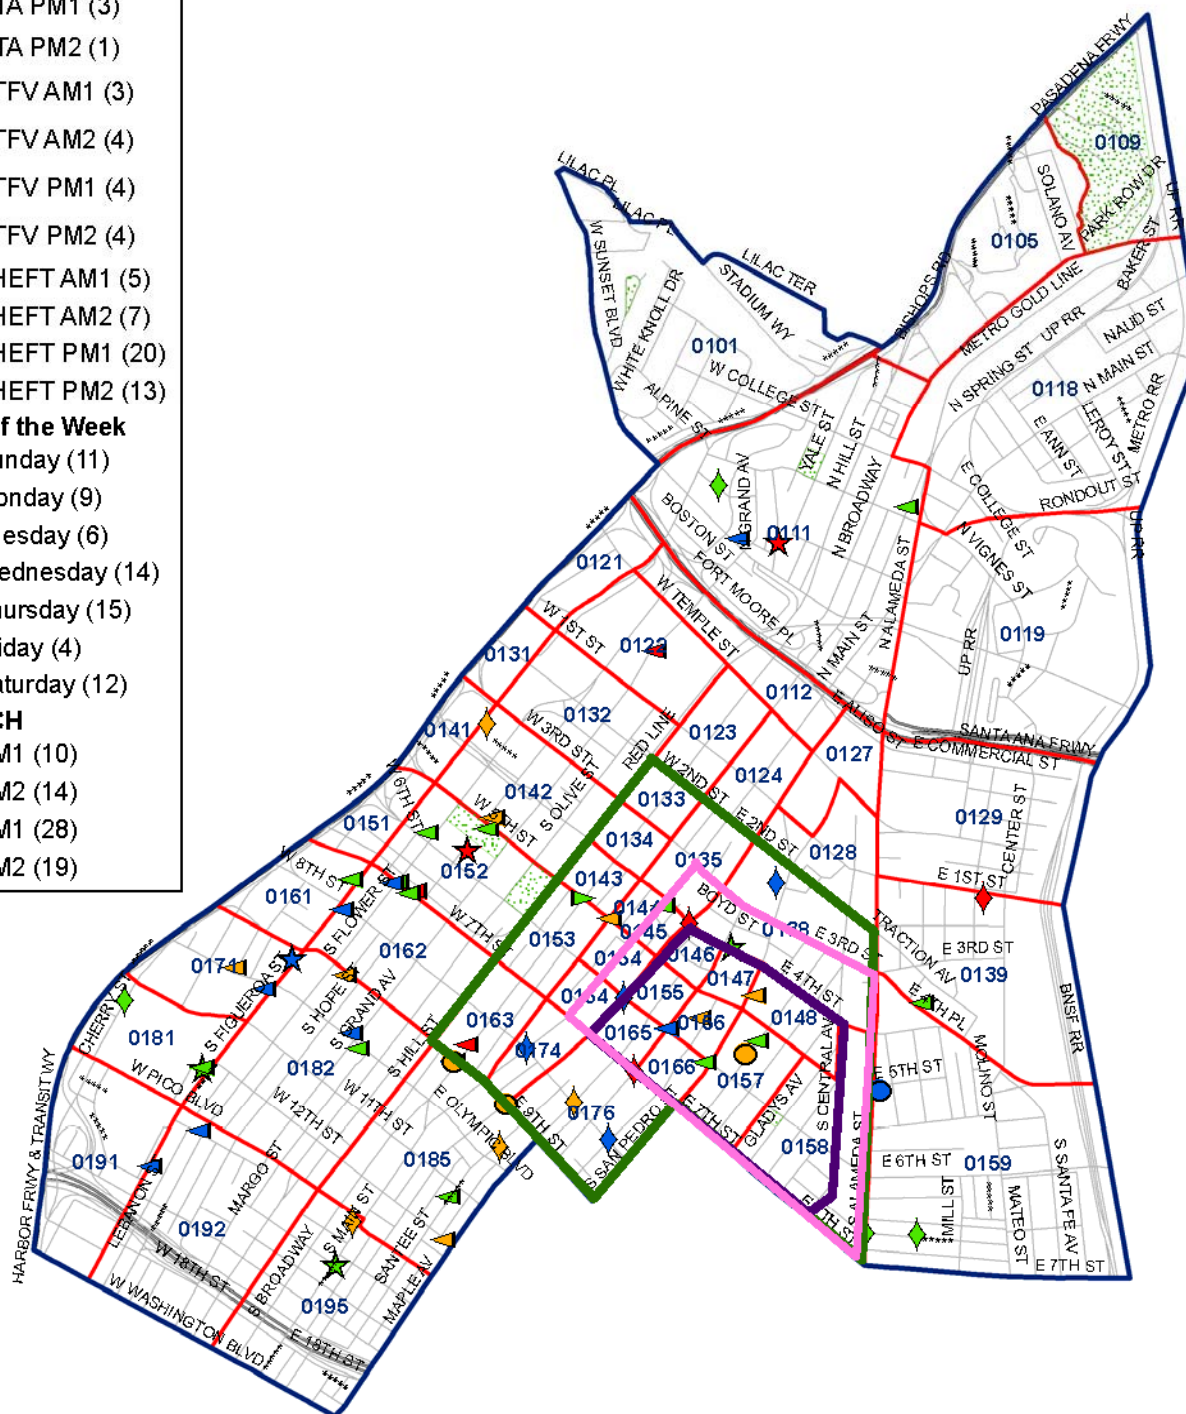 TA PM1 (3)
TA PM2 (1)
TFV AM1 (3)
TFV AM2 (4)
TFV PM1 (4)
TFV PM2 (4)
HEFT AM1 (5)
HEFT AM2 (7)
HEFT PM1 (20)
HEFT PM2 (13)
f the Week
unday (11)
onday (9)
esday (6)
ednesday (14)
hursday (15)
iday (4)
aturday (12)
CH
M1 (10)
M2 (14)
M1 (28)
M2 (19)
PASADENA FRWY
0109
SOLANO AV
PARK ROW DR
UP RR
0105
BAKER ST
LILAC PL
LILAC PL
LILAC TER
W SUNSET BLVD
STADIUM WY
WHITE KNOLL DR
BISHOPS RD
METRO GOLD LINE
UP RR
NAUD ST
N SPRING ST
N MAIN ST
0101
W COLLEGE ST
ALPINE ST
0118
METRO RR
LEROY ST
E ANN ST
YALE ST
N HILL ST
N BROADWAY
N GRAND AV
E COLLEGE ST
RONDOUT ST
UP RR
BOSTON ST
0111
N VIGNES ST
0121
FORT MOORE PL
N ALAMEDA ST
N MAIN ST
W TEMPLE ST
W 1ST ST
0122
0119
UP RR
0131
0112
E ALISO ST
SANTA ANA FRWY
E COMMERCIAL ST
0132
0123
0127
0141
W 3RD ST
RED LINE
W 2ND ST
0124
0142
S OLIVE ST
0133
W 6TH ST
W 5TH ST
E 2ND ST
0129
CENTER ST
0151
0134
0135
0128
W 8TH ST
0152
0143
E 1ST ST
0161
S FLOWER ST
0144
BOYD ST
0138
TRACTION AV
W 7TH ST
0153
0145
E 3RD ST
E 3RD ST
0162
0154
0146
0139
0171
S FIGUEROA ST
S HOPE ST
S GRAND AV
0164
0155
0147
E 4TH ST
E 4TH PL
BNSF RR
CHERRY ST
0181
0163
0165
0156
0148
S HILL ST
0174
0166
0157
S CENTRAL AV
E 5TH ST
MOLINO ST
HARBOR FRWY & TRANSIT WY
W PICO BLVD
0182
W 12TH ST
W 11TH ST
E OLYMPIC BLVD
E 9TH ST
0176
S SAN PEDRO
E 7TH ST
GLADYS AV
0158
S ALAMEDA ST
E 6TH ST
0159
0191
0185
LEBANON S
MARGO ST
0192
S MAIN ST
SANTEE ST
MILL ST
MATEO ST
S SANTA FE AV
E 7TH ST
E 7TH ST
W 18TH ST
S BROADWAY
MAPLE AV
0195
W WASHINGTON BLVD
E 18TH ST